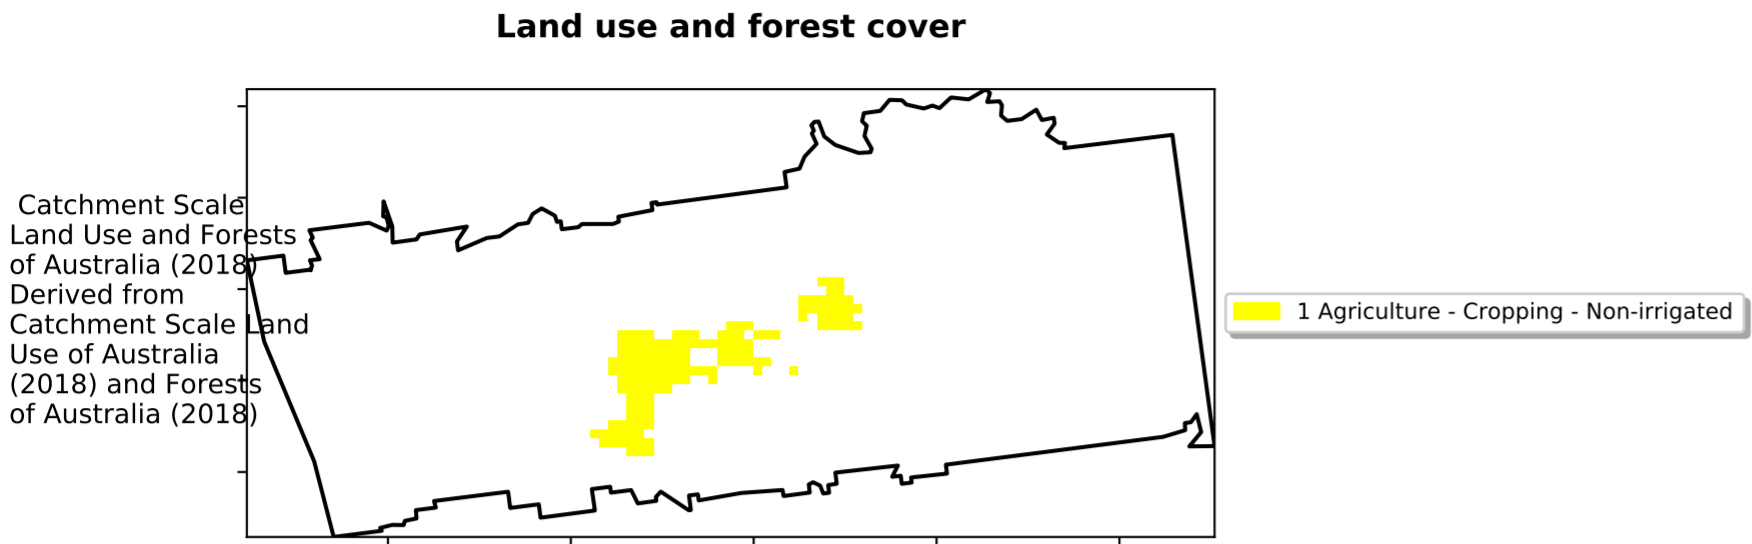 Land use and forest cover
Catchment Scale
Land Use and Forests
of Australia (2018)
Derived from
Catchment Scale Land
Use of Australia
(2018) and Forests
of Australia (2018)
1 Agriculture - Cropping - Non-irrigated